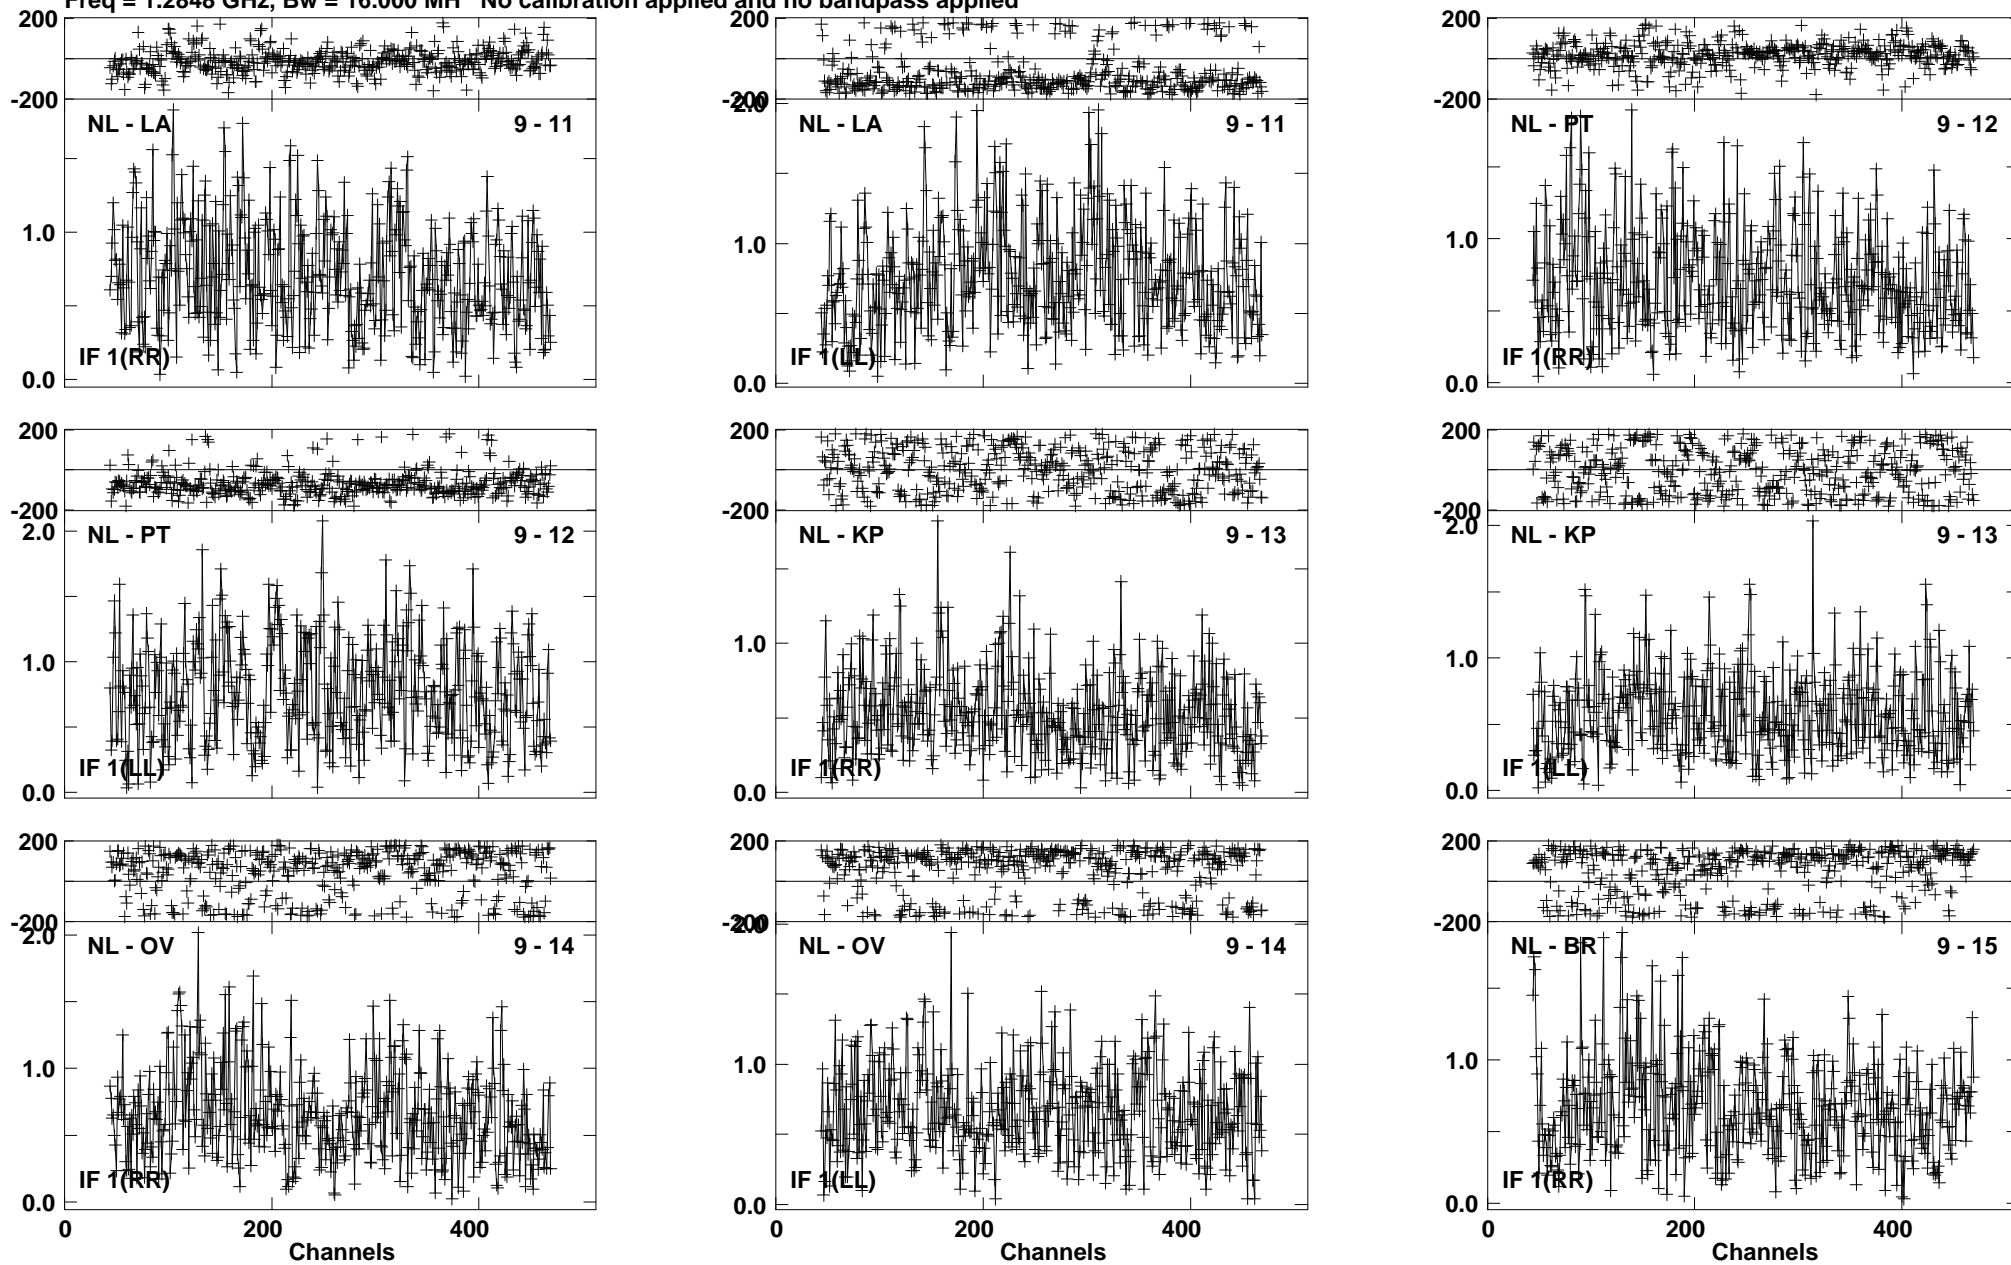 Freq = 1.2848 GHz, Bw = 16.000 MH No calibration applied and no bandpass applied
200 200 200
-200 -200 -200
2.0
NL - LA 9 - 11 NL - LA 9 - 11 NL - PT 9 - 12
1.0 1.0 1.0
IF 1(RR) IF 1(LL) IF 1(RR)
0.0 0.0 0.0
200 200 200
-200 -200 -200
2.0 2.0
NL - PT 9 - 12 NL - KP 9 - 13 NL - KP 9 - 13
1.0 1.0 1.0
IF 1(LL) IF 1(RR) IF 1(LL)
0.0 0.0 0.0
200 200 200
-200 -200 -200
2.0 2.0
NL - OV 9 - 14 NL - OV 9 - 14 NL - BR 9 - 15
1.0 1.0 1.0
IF 1(RR) IF 1(LL) IF 1(RR)
0.0 0.0 0.0
0 200 400 200 400 0 200 400
Channels Channels